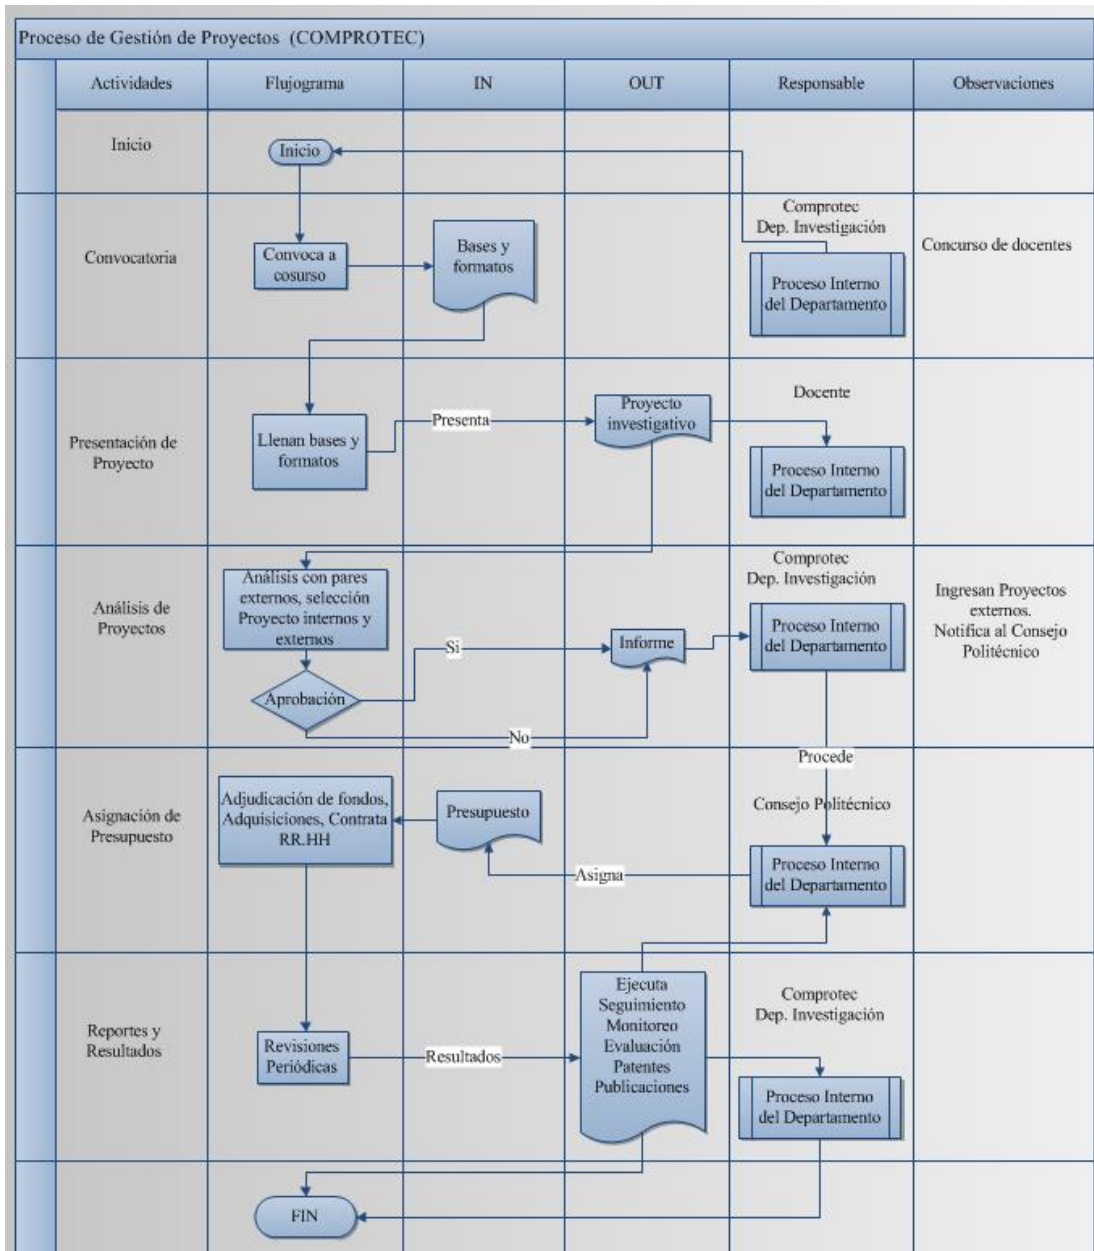 Proceso de Gestión de Proyectos (COMPROTEC)
Actividades
Flujograma
IN
OUT
Responsable
Observaciones
Inicio
Inicio
Convocatoria
Convoca a
cosurso
Bases y
formatos
Comprotec
Dep. Investigación
Proceso Interno
del Departamento
Concurso de docentes
Presentación de
Proyecto
Llenan bases y
formatos
Presenta
Proyecto
investigativo
Docente
Proceso Interno
del Departamento
Análisis de
Proyectos
Análisis con pares
externos, selección
Proyecto internos y
externos
Aprobación
Si
No
Informe
Comprotec
Dep. Investigación
Proceso Interno
del Departamento
Ingresan Proyectos
externos.
Notifica al Consejo
Politécnico
Asignación de
Presupuesto
Adjudicación de fondos,
Adquisiciones, Contrata
RR.HH
Presupuesto
Asigna
Procede
Consejo Politécnico
Proceso Interno
del Departamento
Reportes y
Resultados
Revisiones
Periódicas
Resultados
Ejecuta
Seguimiento
Monitoreo
Evaluación
Patentes
Publicaciones
Comprotec
Dep. Investigación
Proceso Interno
del Departamento
FIN